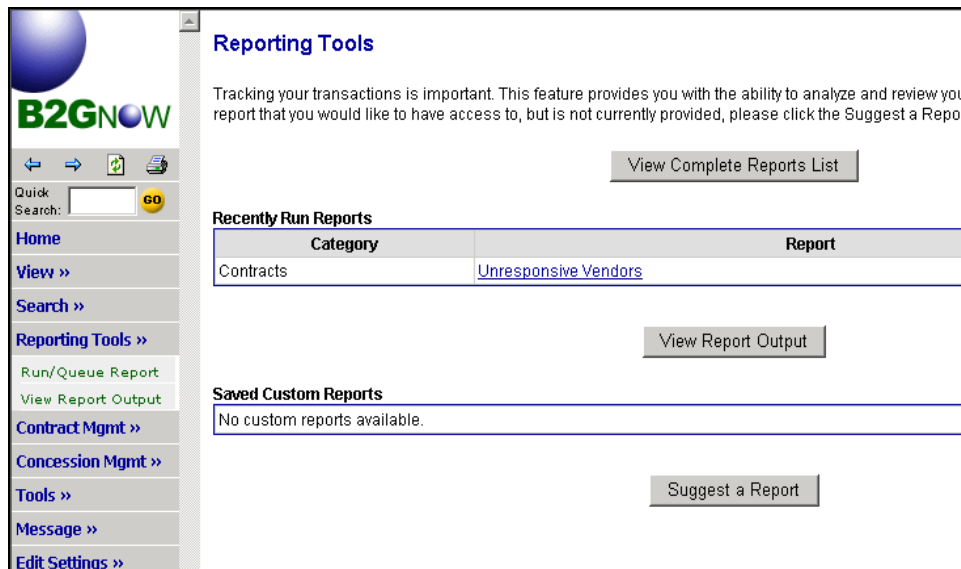 B2GNOW
Quick
Search:
GO
Home
View »
Search »
Reporting Tools »
Run/Queue Report
View Report Output
Contract Mgmt »
Concession Mgmt »
Tools »
Message »
Edit Settings »
Reporting Tools
Tracking your transactions is important. This feature provides you with the ability to analyze and review you
report that you would like to have access to, but is not currently provided, please click the Suggest a Repo
View Complete Reports List
Recently Run Reports
Category Report
Contracts Unresponsive Vendors
View Report Output
Saved Custom Reports
No custom reports available.
Suggest a Report